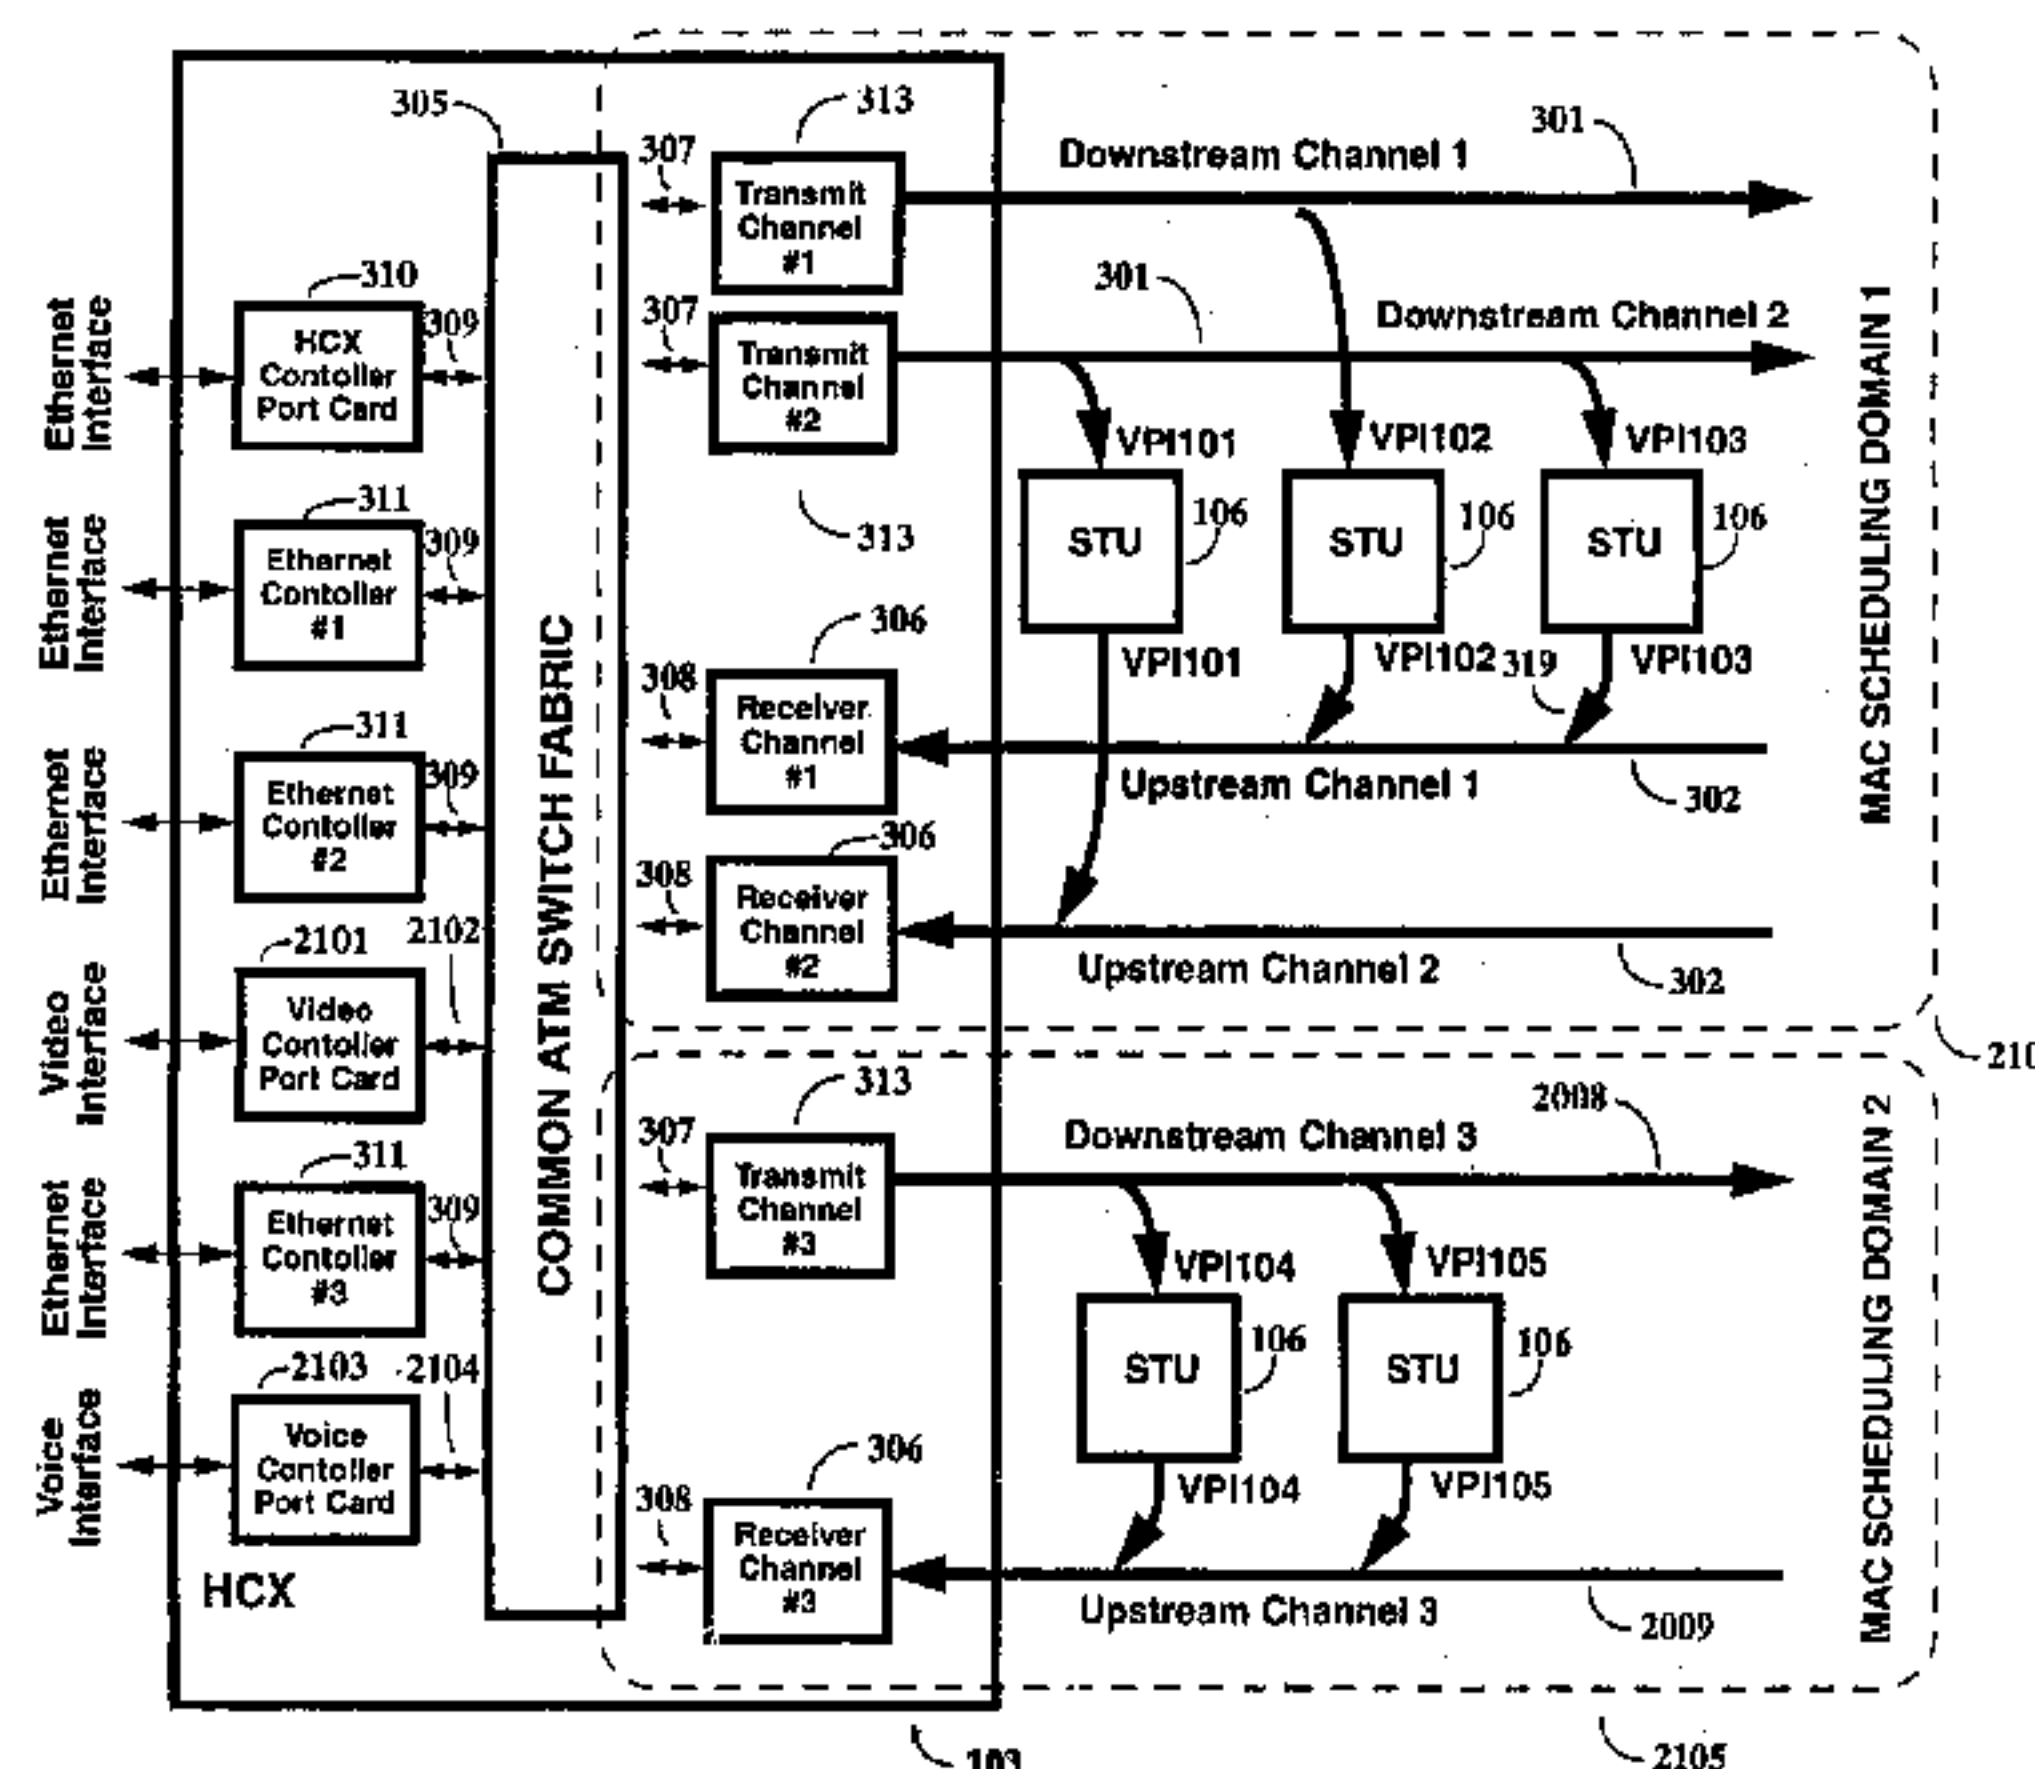 305
313
307
Transmit
Channel
#1
Downstream Channel 1
301
310
Ethernet
Interface
HCX
Contoller
Port Card
309
307
Transmit
Channel
#2
301
Downstream Channel 2
313
VPI101
VPI102
VPI103
STU
106
STU
106
STU
106
VPI101
VPI102
319
VPI103
311
Ethernet
Interface
Ethernet
Contoller
#1
309
306
308
Receiver
Channel
#1
Upstream Channel 1
302
311
Ethernet
Interface
Ethernet
Contoller
#2
309
306
308
Receiver
Channel
#2
Upstream Channel 2
302
MAC SCHEDULING DOMAIN 1
210
COMMON ATM SWITCH FABRIC
2101
2102
Video
Interface
Video
Contoller
Port Card
311
Ethernet
Interface
Ethernet
Contoller
#3
309
313
307
Transmit
Channel
#3
Downstream Channel 3
2008
VPI104
VPI105
STU
106
STU
106
VPI104
VPI105
2103
2104
Voice
Interface
Voice
Contoller
Port Card
306
308
Receiver
Channel
#3
Upstream Channel 3
2009
MAC SCHEDULING DOMAIN 2
HCX
103
2105